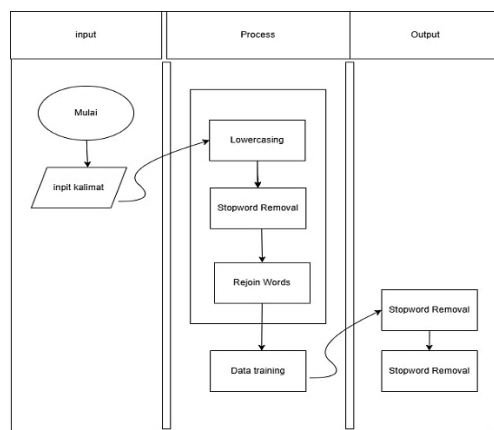 input
Process
Output
Mulai
inpit kalimat
Lowercasing
Stopword Removal
Rejoin Words
Data training
Stopword Removal
Stopword Removal